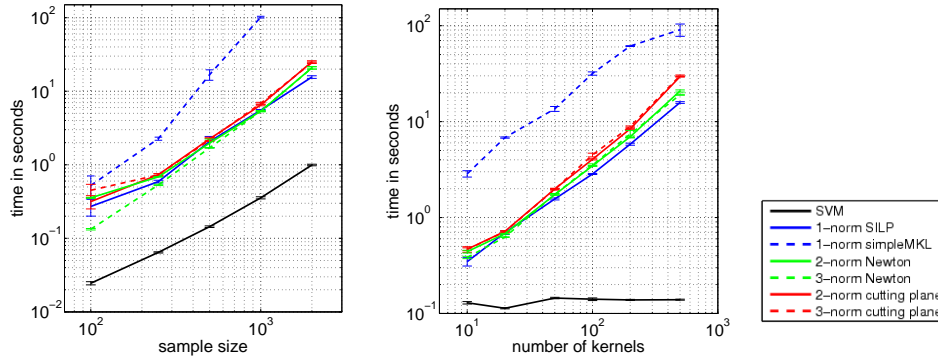 10^2
10^1
10^0
10^-1
10^-2
time in seconds
10^2
10^3
sample size
10^2
10^1
10^0
10^-1
time in seconds
10^1
10^2
10^3
number of kernels
SVM
1-norm SILP
1-norm simpleMKL
2-norm Newton
3-norm Newton
2-norm cutting plane
3-norm cutting plane